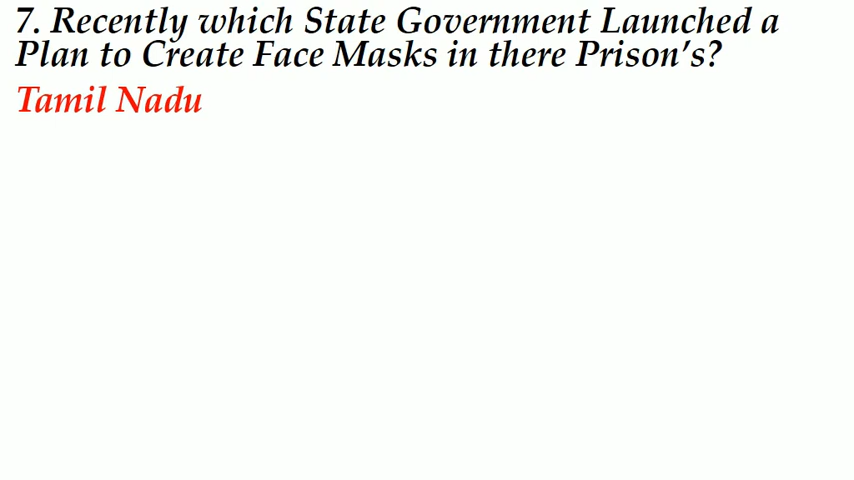 7. Recently which State Government Launched a
Plan to Create Face Masks in there Prison's?
Tamil Nadu